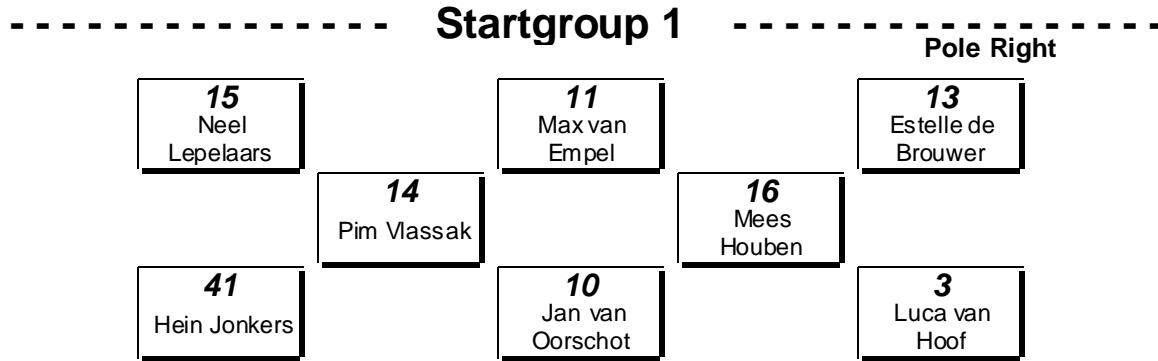 Startgroup 1
Pole Right
15
Neel
Lepelaars
11
Max van
Empel
13
Estelle de
Brouwer
14
Pim Vlassak
16
Mees
Houben
41
Hein Jonkers
10
Jan van
Oorschot
3
Luca van
Hoof